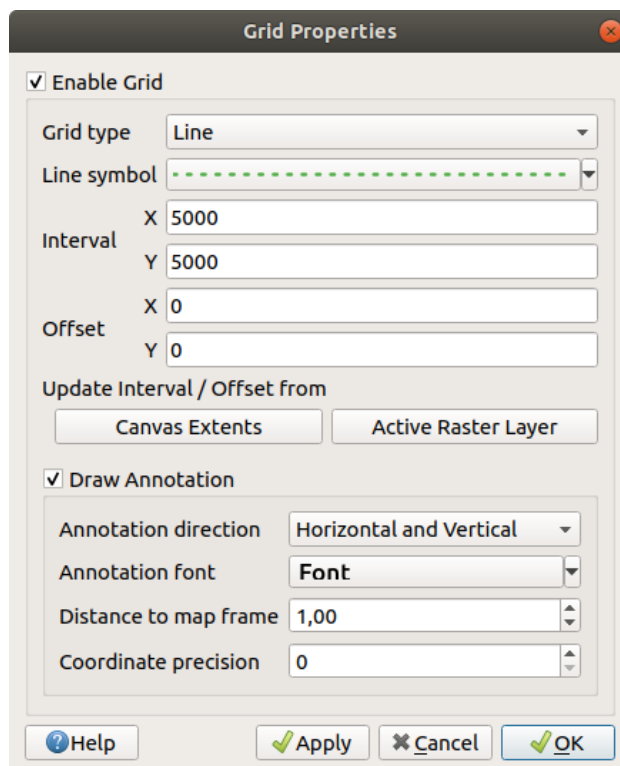 Grid Properties
Enable Grid
Grid type Line
Line symbol
Interval
X 5000
Y 5000
Offset
X 0
Y 0
Update Interval / Offset from
Canvas Extents Active Raster Layer
Draw Annotation
Annotation direction Horizontal and Vertical
Annotation font Font
Distance to map frame 1,00
Coordinate precision 0
Help Apply Cancel OK